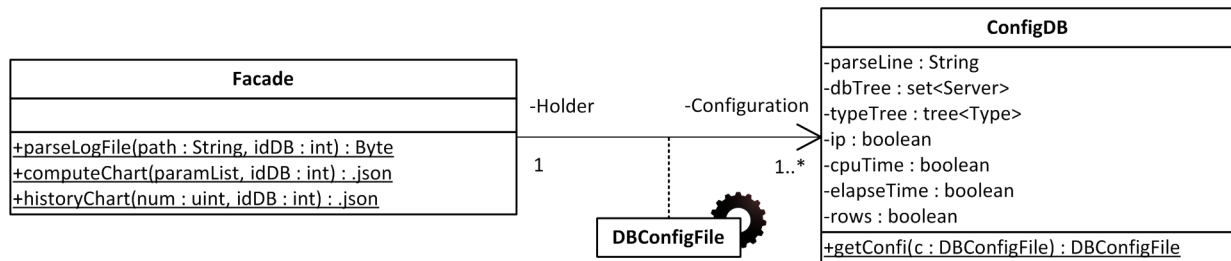 Facade
+parseLogFile(path : String, idDB : int) : Byte
+computeChart(paramList, idDB : int) : .json
+historyChart(num : uint, idDB : int) : .json
-Holder
-Configuration
1
1..*
DBConfigFile
ConfigDB
-parseLine : String
-dbTree : set<Server>
-typeTree : tree<Type>
-ip : boolean
-cpuTime : boolean
-elapseTime : boolean
-rows : boolean
+getConfi(c : DBConfigFile) : DBConfigFile